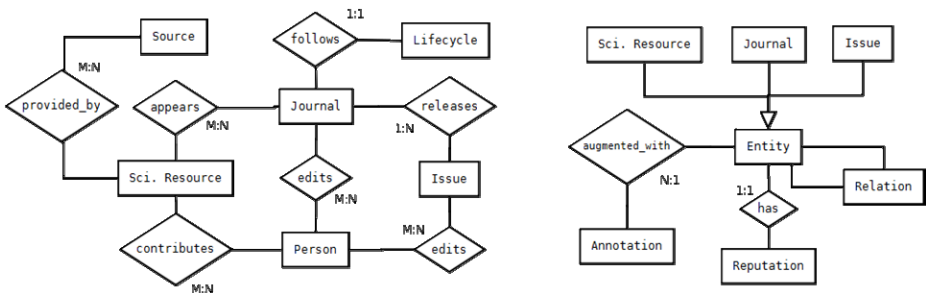 Source
1:1
follows
Lifecycle
M:N
provided_by
appears
M:N
Journal
1:N
releases
Sci. Resource
edits
M:N
Issue
contributes
M:N
Person
M:N
edits
Sci. Resource
Journal
Issue
augmented_with
N:1
Entity
1:1
has
Relation
Annotation
Reputation